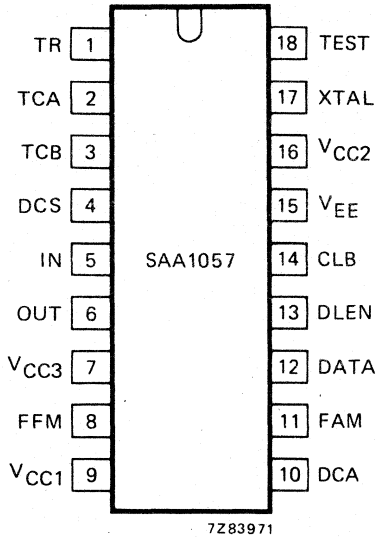 TR 1 18 TEST
TCA 2 17 XTAL
TCB 3 16 VCC2
DCS 4 15 VEE
IN 5 SAA1057 14 CLB
OUT 6 13 DLEN
VCC3 7 12 DATA
FFM 8 11 FAM
VCC1 9 10 DCA
7Z83971